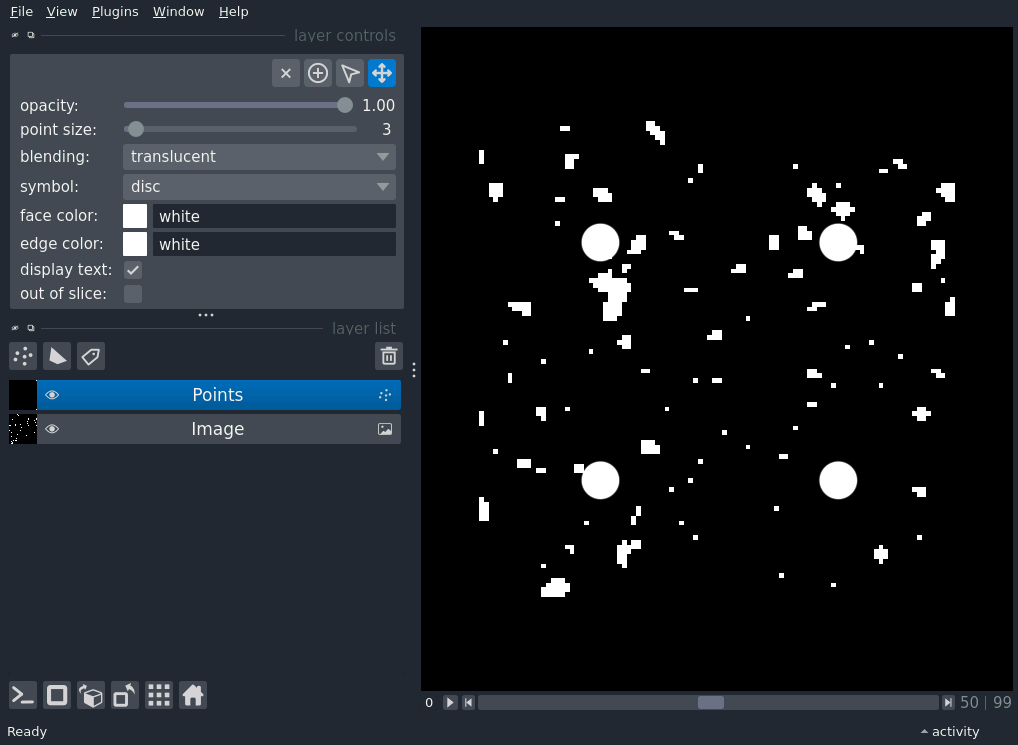 File View Plugins Window Help
layer controls
opacity: 1.00
point size: 3
blending: translucent
symbol: disc
face color: white
edge color: white
display text:
out of slice:
layer list
Points
Image
0 50 | 99
Ready activity